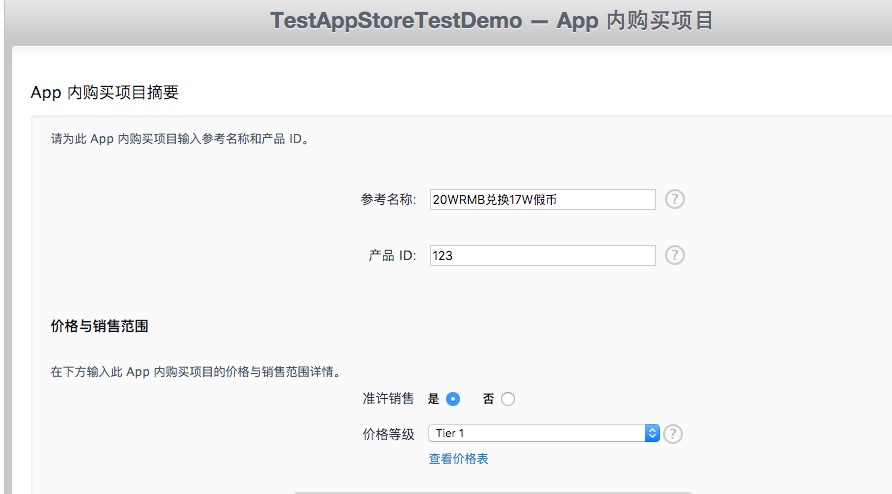 TestAppStoreTestDemo — App 内购买项目
App 内购买项目摘要
请为此 App 内购买项目输入参考名称和产品 ID。
参考名称: 20WRMB兑换17W假币 ?
产品 ID: 123 ?
价格与销售范围
在下方输入此 App 内购买项目的价格与销售范围详情。
准许销售 是 否
价格等级 Tier 1 ?
查看价格表